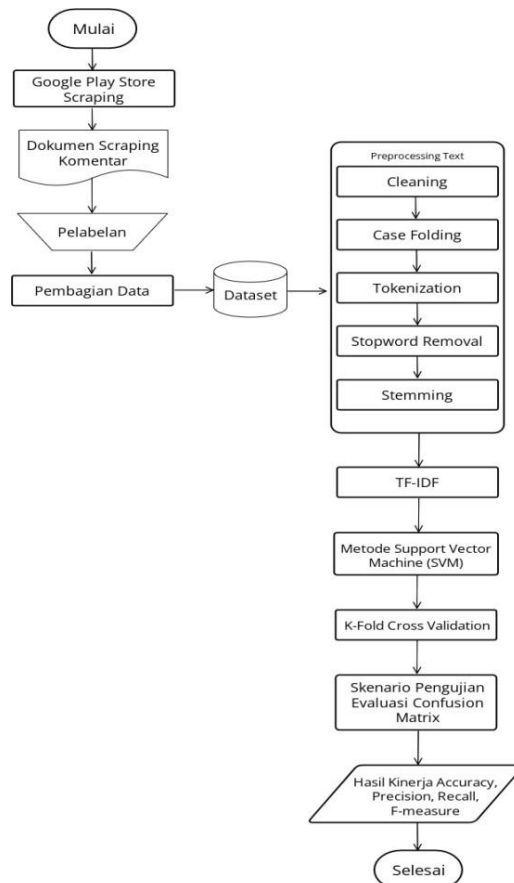 Mulai
Google Play Store
Scraping
Dokumen Scraping
Komentar
Pelabelan
Pembagian Data
Dataset
Preprocessing Text
Cleaning
Case Folding
Tokenization
Stopword Removal
Stemming
TF-IDF
Metode Support Vector
Machine (SVM)
K-Fold Cross Validation
Skenario Pengujian
Evaluasi Confusion
Matrix
Hasil Kinerja Accuracy,
Precision, Recall,
F-measure
Selesai